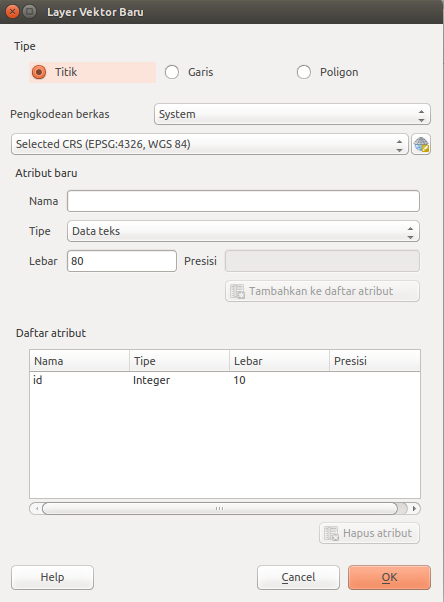 Layer Vektor Baru
Tipe
Titik Garis Poligon
Pengkodean berkas System
Selected CRS (EPSG:4326, WGS 84)
Atribut baru
Nama
Tipe Data teks
Lebar 80 Presisi
Tambahkan ke daftar atribut
Daftar atribut
Nama Tipe Lebar Presisi
id Integer 10
Hapus atribut
Help Cancel OK